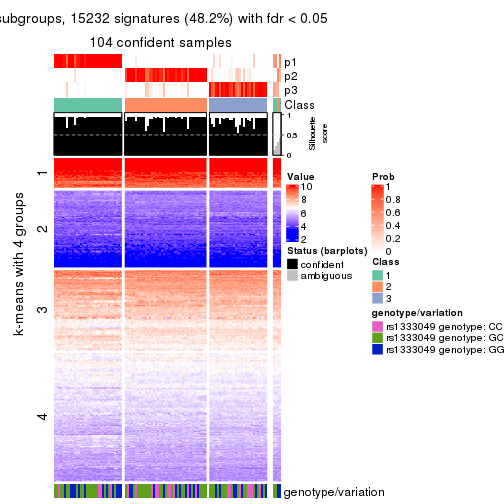 subgroups, 15232 signatures (48.2%) with fdr < 0.05
104 confident samples
p1
p2
p3
Class
1
0.5
0
Silhouette
score
k-means with 4 groups
1
2
3
4
Value
10
8
6
4
2
Status (barplots)
confident
ambiguous
Prob
1
0.8
0.6
0.4
0.2
0
Class
1
2
3
genotype/variation
rs1333049 genotype: CC
rs1333049 genotype: GC
rs1333049 genotype: GG
genotype/variation